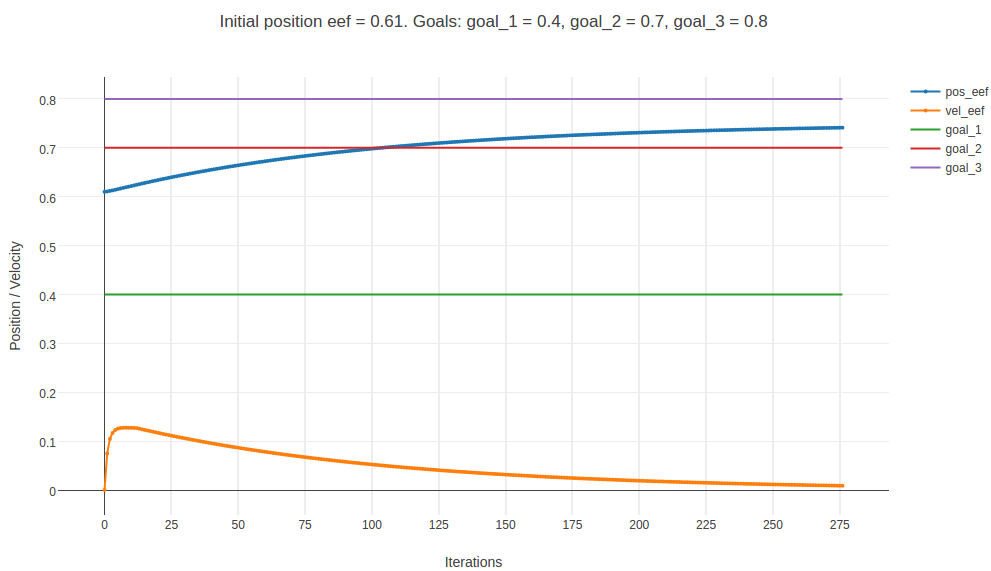 Initial position eef = 0.61. Goals: goal_1 = 0.4, goal_2 = 0.7, goal_3 = 0.8
pos_eef
vel_eef
goal_1
goal_2
goal_3
Position / Velocity
0.8
0.7
0.6
0.5
0.4
0.3
0.2
0.1
0
0 25 50 75 100 125 150 175 200 225 250 275
Iterations